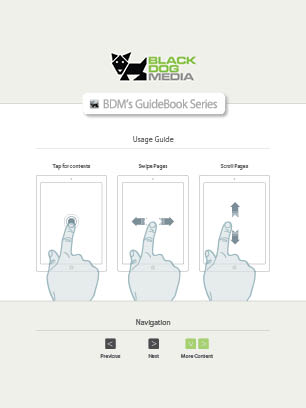 BLACK
DOG
MEDIA
BDM's GuideBook Series
Usage Guide
Tap for contents
Swipe Pages
Scroll Pages
Navigation
Previous
Next
More Content